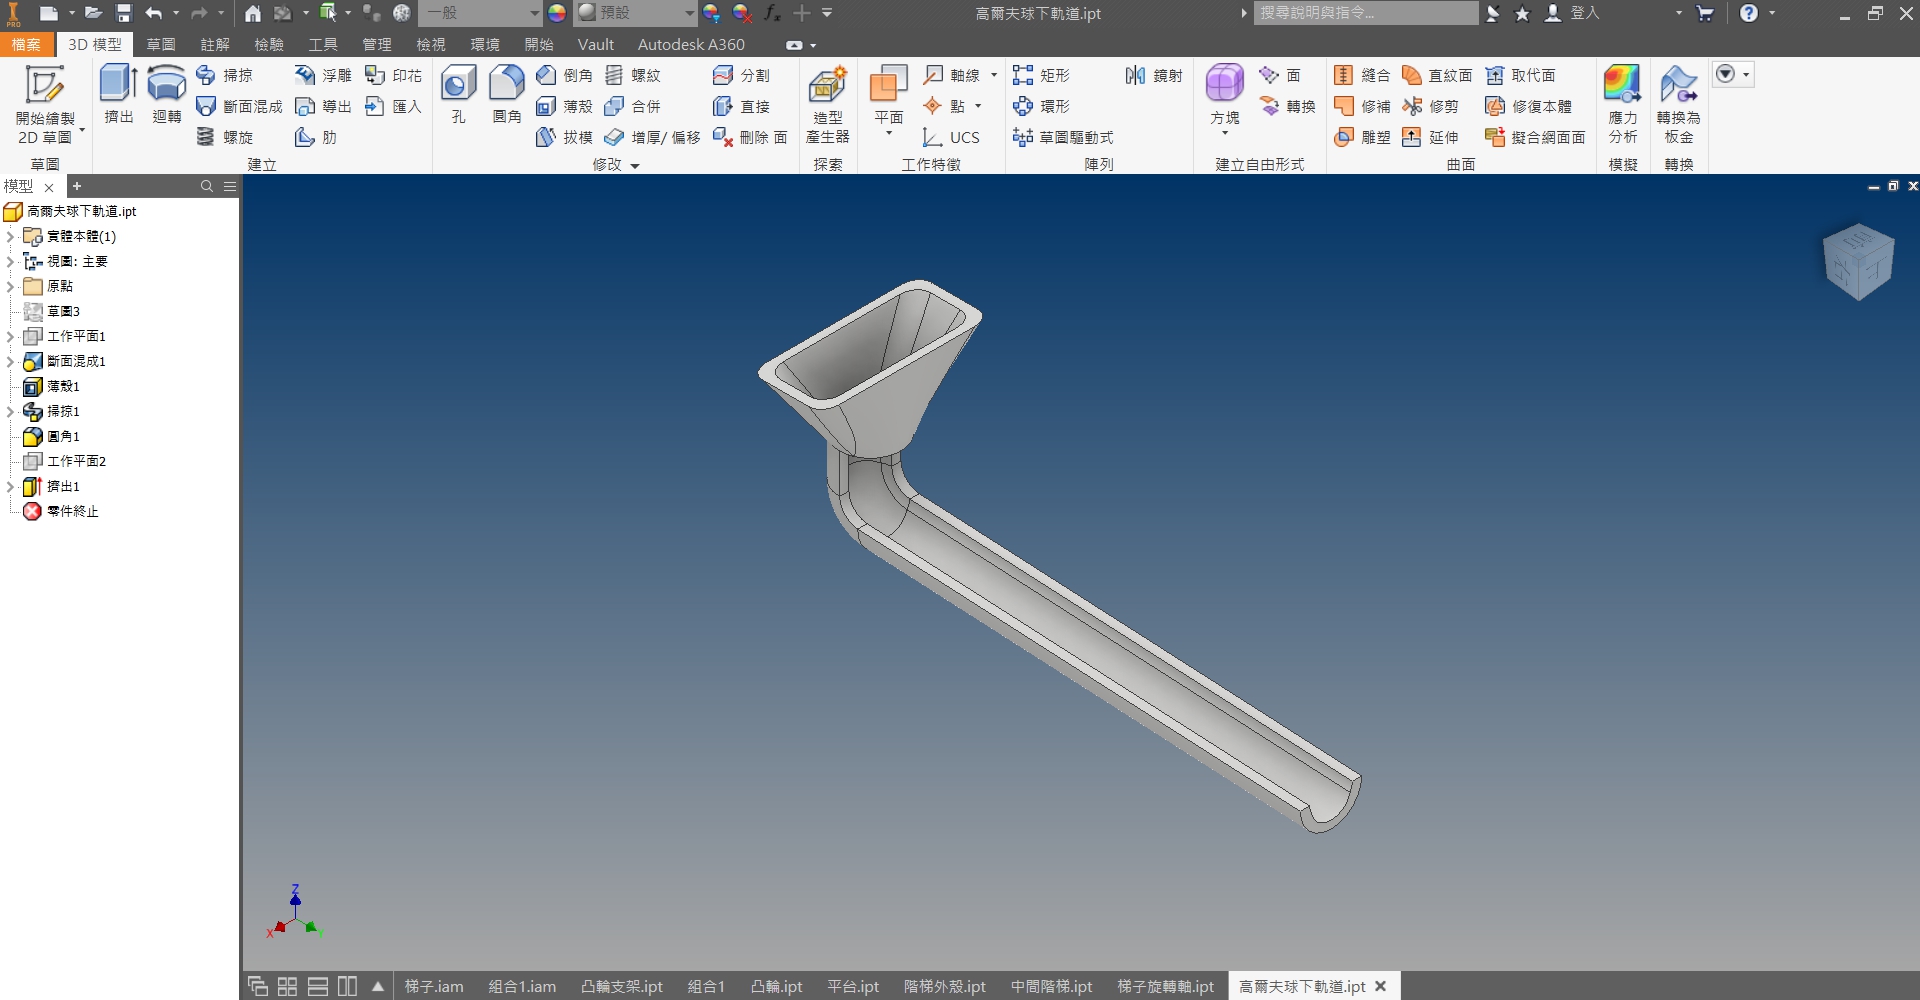 PRO 一般 預設 fx 高爾夫球下軌道.ipt 搜尋說明與指令... 登入
檔案 3D 模型 草圖 註解 檢驗 工具 管理 檢視 環境 開始 Vault Autodesk A360
開始繪製
2D 草圖
草圖
擠出 迴轉 掃掠 浮雕 印花
斷面混成 導出 匯入
螺旋 肋
建立
孔 圓角 倒角 螺紋 分割
薄殼 合併 直接
拔模 增厚/ 偏移 刪除 面
修改
造型
產生器
探索
平面 軸線
點
UCS
工作特徵
矩形 鏡射
環形
草圖驅動式
陣列
方塊 面
轉換
建立自由形式
縫合 直紋面 取代面
修補 修剪 修復本體
雕塑 延伸 擬合網面面
曲面
應力
分析
模擬
轉換為
板金
轉換
模型
高爾夫球下軌道.ipt
實體本體(1)
視圖: 主要
原點
草圖3
工作平面1
斷面混成1
薄殼1
掃掠1
圓角1
工作平面2
擠出1
零件終止
Z
X Y
梯子.iam 組合1.iam 凸輪支架.ipt 組合1 凸輪.ipt 平台.ipt 階梯外殼.ipt 中間階梯.ipt 梯子旋轉軸.ipt 高爾夫球下軌道.ipt